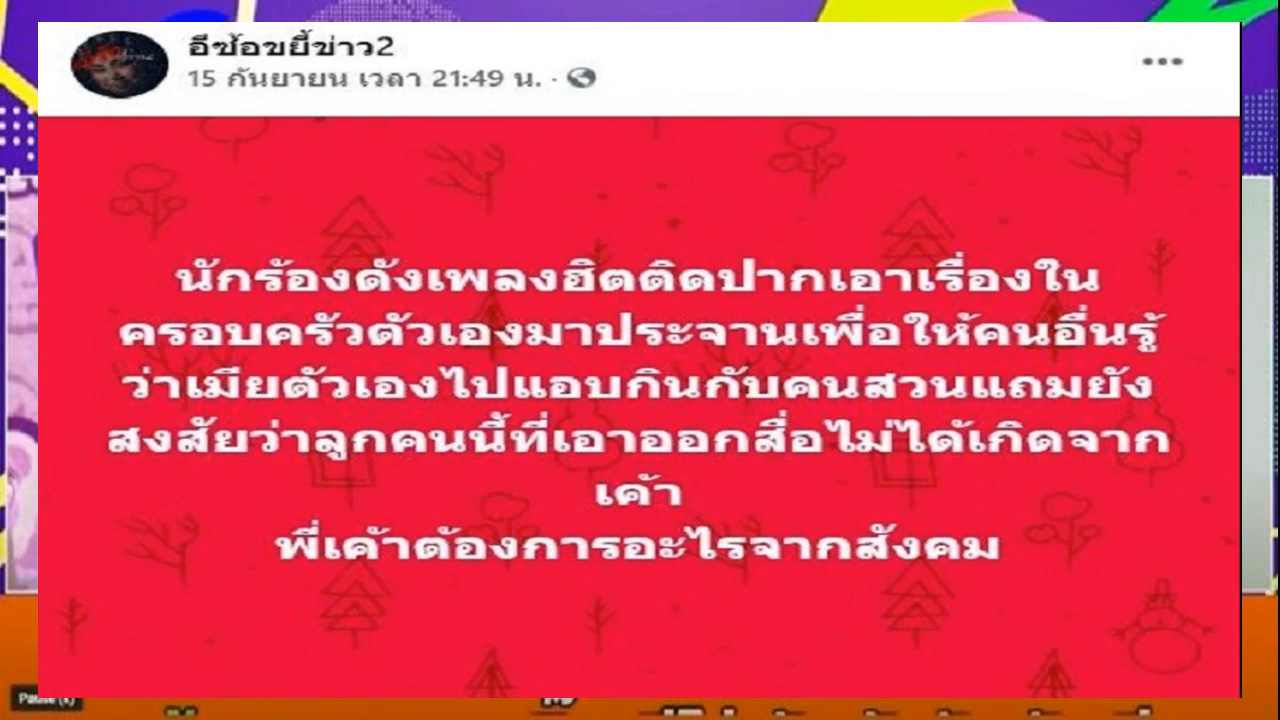 อีซ้อขยี้ข่าว2
15 กันยายน เวลา 21:49 น. ·
นักร้องดังเพลงฮิตติดปากเอาเรื่องใน
ครอบครัวตัวเองมาประจานเพื่อให้คนอื่นรู้
ว่าเมียตัวเองไปแอบกินกับคนสวนแถมยัง
สงสัยว่าลูกคนนี้ที่เอาออกสื่อไม่ได้เกิดจาก
เค้า
พี่เค้าต้องการอะไรจากสังคม
Pause (k)